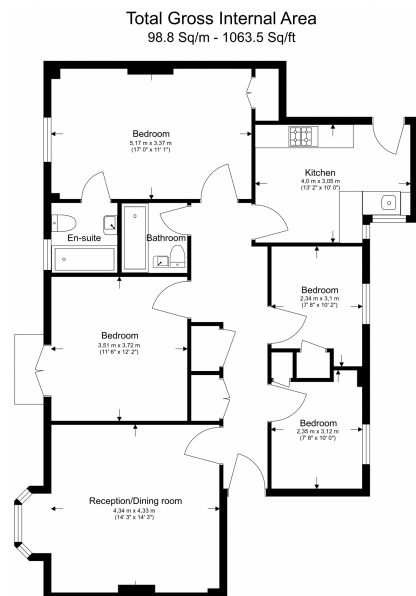 Total Gross Internal Area
98.8 Sq/m - 1063.5 Sq/ft
Bedroom
5,17 m x 3,37 m
(17' 0" x 11' 1")
Kitchen
4,0 m x 3,05 m
(13' 2" x 10' 0")
En-suite
Bathroom
Bedroom
2,34 m x 3,1 m
(7' 8" x 10' 2")
Bedroom
3,51 m x 3,72 m
(11' 6" x 12' 2")
Bedroom
2,35 m x 3,12 m
(7' 8" x 10' 0")
Reception/Dining room
4,34 m x 4,33 m
(14' 3" x 14' 3")